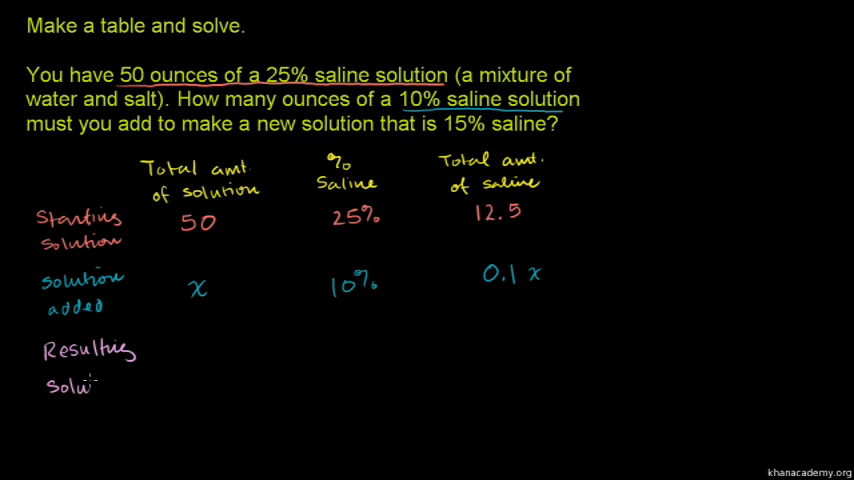 Make a table and solve.
You have 50 ounces of a 25% saline solution (a mixture of
water and salt). How many ounces of a 10% saline solution
must you add to make a new solution that is 15% saline?
Total amt. % Total amt.
of solution Saline of saline
Starting 50 25% 12.5
solution
Solution x 10% 0.1 x
added
Resulting
Solu
khanacademy.org